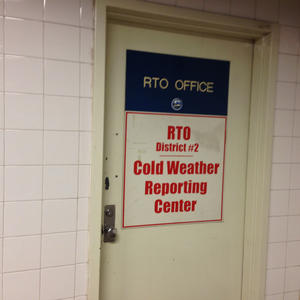 RTO OFFICE
RTO
District #2
Cold Weather
Reporting
Center